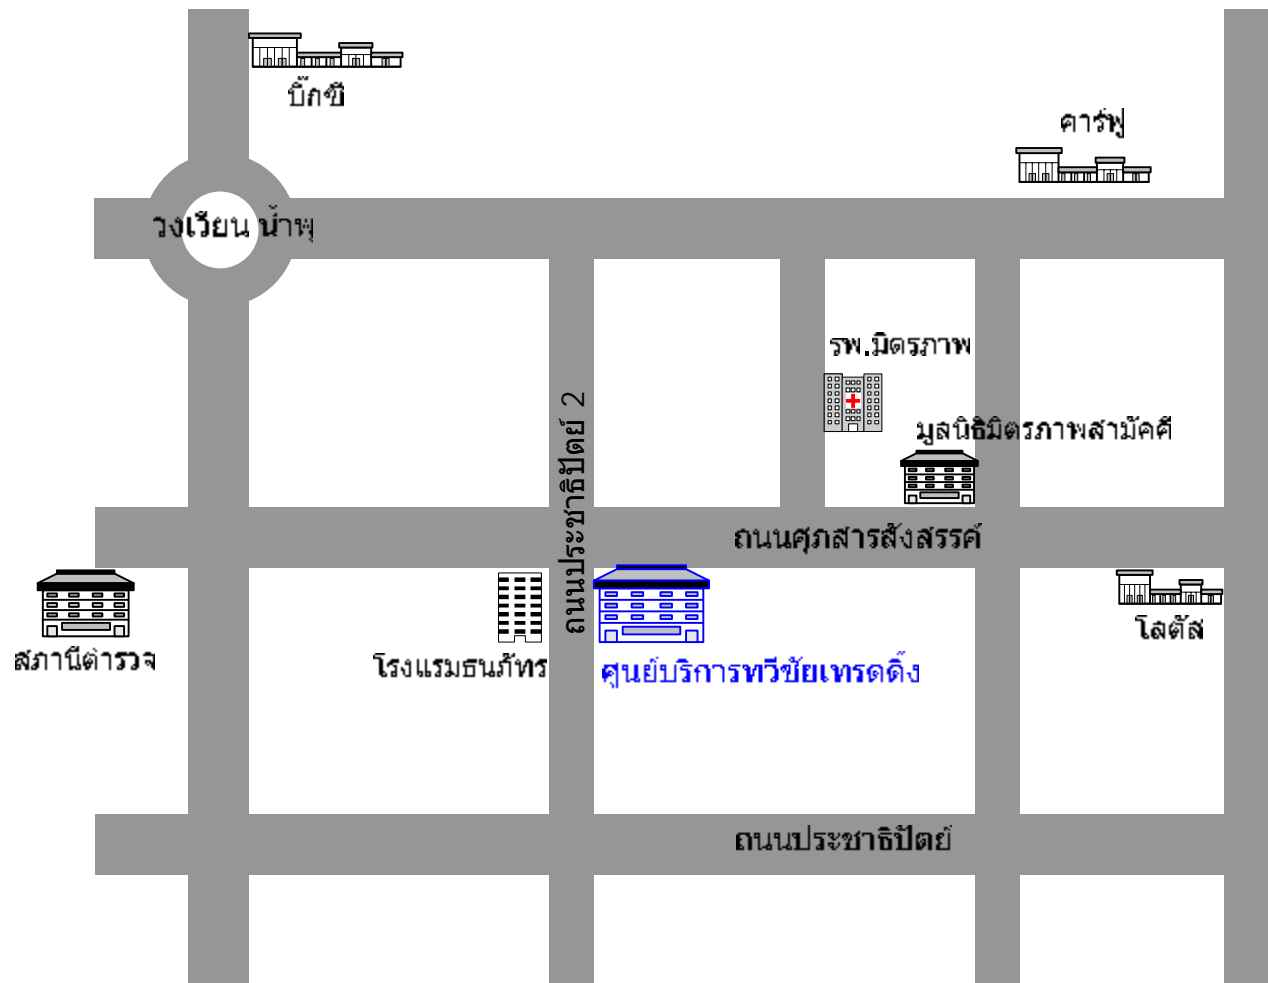 บิ๊กซี
คาร์ฟู
วงเวียน น้ำพุ
รพ.มิตรภาพ
มูลนิธิมิตรภาพสามัคคี
ถนนประชาธิปัตย์ 2
ถนนศุภสารสังสรรค์
สภานีตำรวจ
โรงแรมธนภัทร
ศูนย์บริการทวีชัยเทรดดิ้ง
โลตัส
ถนนประชาธิปัตย์